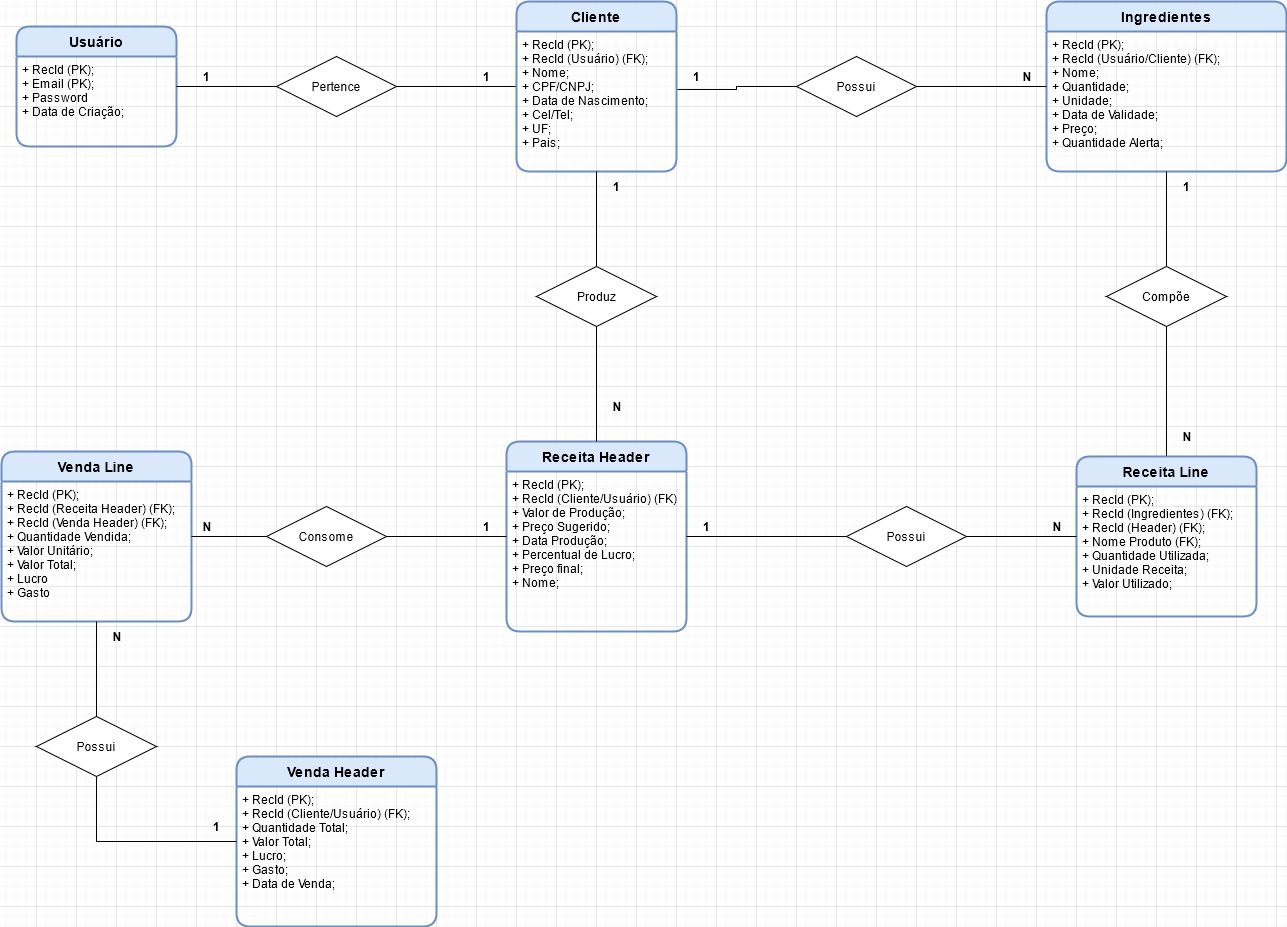 Usuário
+ RecId (PK);
+ Email (PK);
+ Password
+ Data de Criação;
1
Pertence
1
Cliente
+ RecId (PK);
+ RecId (Usuário) (FK);
+ Nome;
+ CPF/CNPJ;
+ Data de Nascimento;
+ Cel/Tel;
+ UF;
+ Pais;
1
Possui
N
Ingredientes
+ RecId (PK);
+ RecId (Usuário/Cliente) (FK);
+ Nome;
+ Quantidade;
+ Unidade;
+ Data de Validade;
+ Preço;
+ Quantidade Alerta;
1
Produz
N
1
Compõe
N
Venda Line
+ RecId (PK);
+ RecId (Receita Header) (FK);
+ RecId (Venda Header) (FK);
+ Quantidade Vendida;
+ Valor Unitário;
+ Valor Total;
+ Lucro
+ Gasto
N
Consome
1
Receita Header
+ RecId (PK);
+ RecId (Cliente/Usuário) (FK)
+ Valor de Produção;
+ Preço Sugerido;
+ Data Produção;
+ Percentual de Lucro;
+ Preço final;
+ Nome;
1
Possui
N
Receita Line
+ RecId (PK);
+ RecId (Ingredientes) (FK);
+ RecId (Header) (FK);
+ Nome Produto (FK);
+ Quantidade Utilizada;
+ Unidade Receita;
+ Valor Utilizado;
N
Possui
1
Venda Header
+ RecId (PK);
+ RecId (Cliente/Usuário) (FK);
+ Quantidade Total;
+ Valor Total;
+ Lucro;
+ Gasto;
+ Data de Venda;